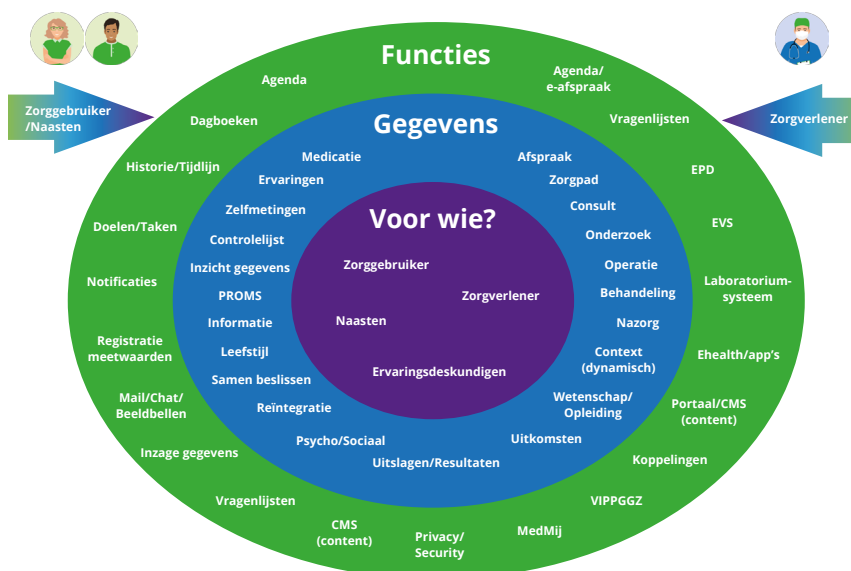 Functies
Agenda
Agenda/
e-afspraak
Zorggebruiker
/Naasten
Zorgverlener
Dagboeken
Vragenlijsten
Gegevens
Historie/Tijdlijn
Medicatie
Afspraak
EPD
Ervaringen
Zorgpad
Doelen/Taken
Zelfmetingen
Voor wie?
Consult
EVS
Controlelijst
Onderzoek
Notificaties
Inzicht gegevens
Zorggebruiker
Operatie
Laboratorium-
systeem
PROMS
Zorgverlener
Behandeling
Informatie
Naasten
Nazorg
Registratie
meetwaarden
Leefstijl
Ervaringsdeskundigen
Context
(dynamisch)
Ehealth/app's
Samen beslissen
Mail/Chat/
Beeldbellen
Reïntegratie
Wetenschap/
Opleiding
Portaal/CMS
(content)
Psycho/Sociaal
Uitkomsten
Inzage gegevens
Uitslagen/Resultaten
Koppelingen
Vragenlijsten
VIPPGGZ
CMS
(content)
Privacy/
Security
MedMij